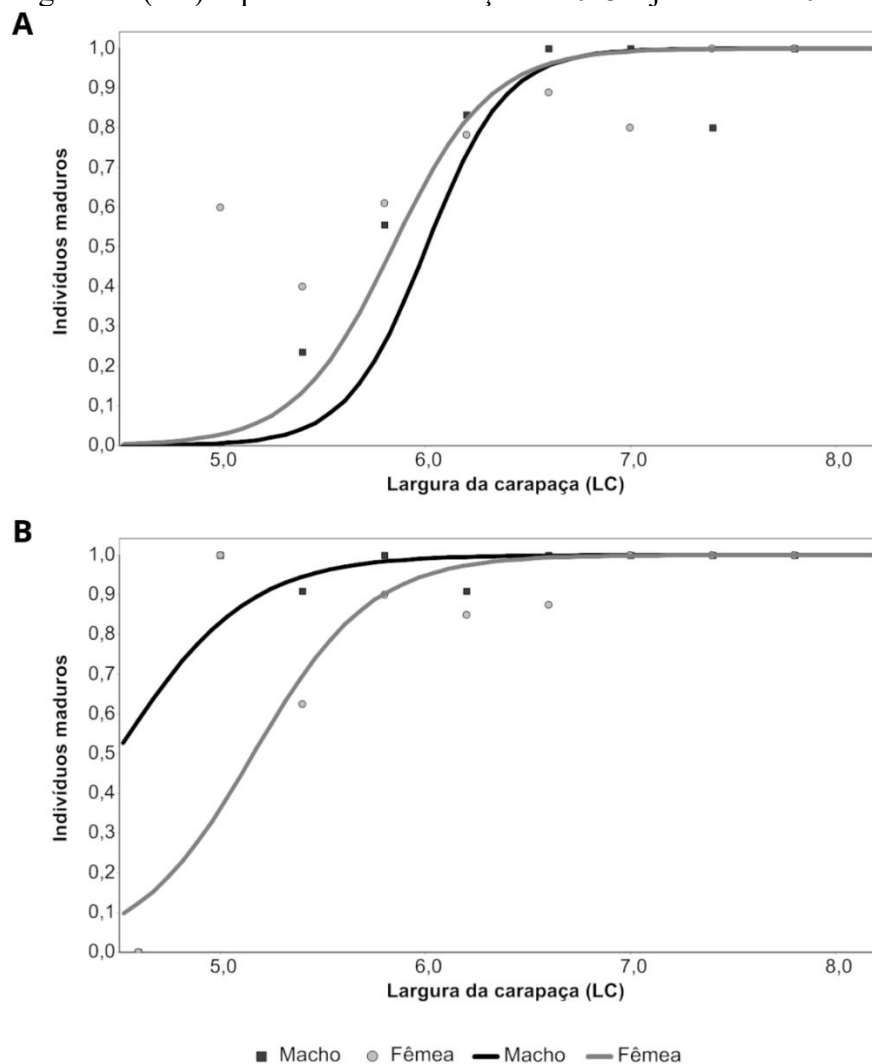 A
1,0
0,9
0,8
0,7
0,6
0,5
0,4
0,3
0,2
0,1
0,0
Indivíduos maduros
5,0 6,0 7,0 8,0
Largura da carapaça (LC)
B
1,0
0,9
0,8
0,7
0,6
0,5
0,4
0,3
0,2
0,1
0,0
Indivíduos maduros
5,0 6,0 7,0 8,0
Largura da carapaça (LC)
Macho Fêmea Macho Fêmea